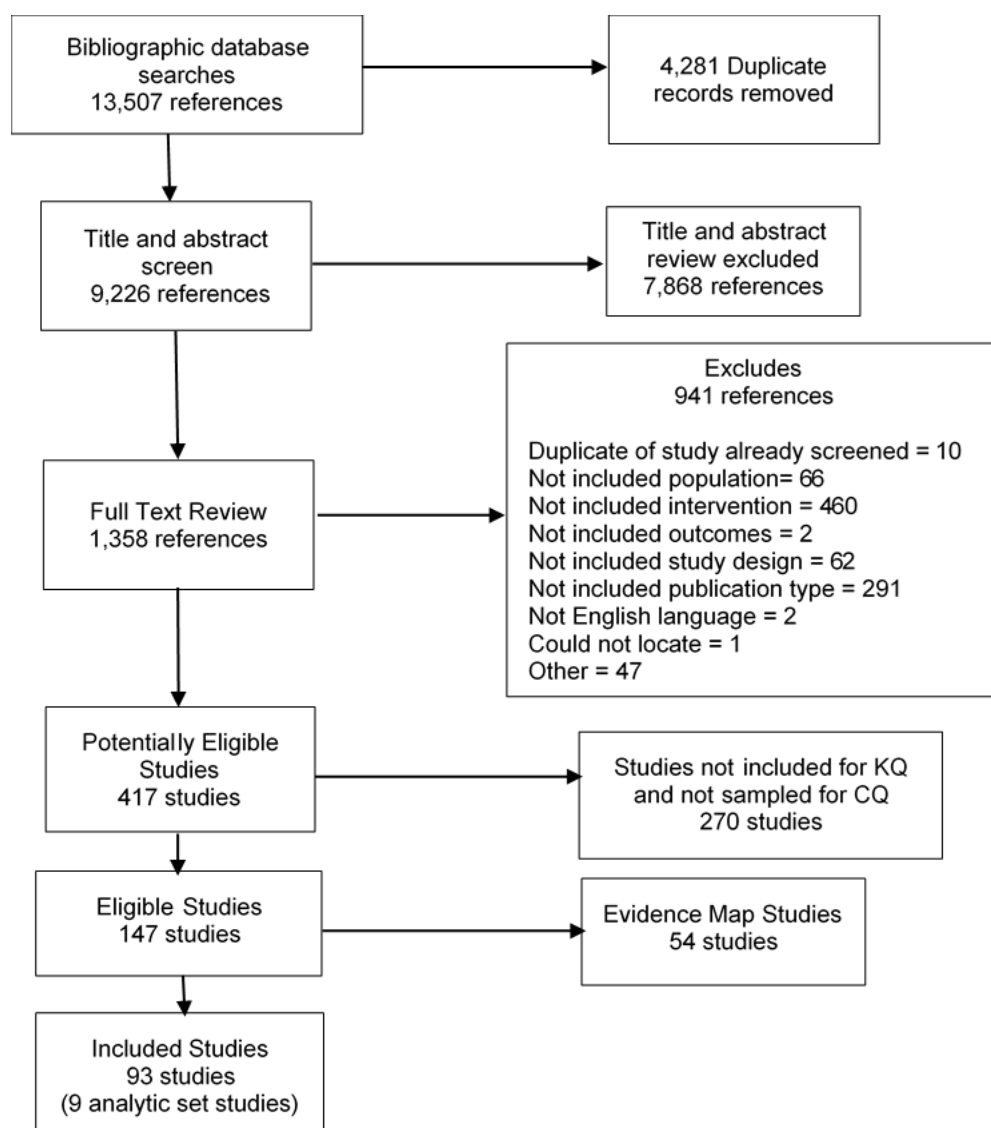 Bibliographic database
searches
13,507 references
4,281 Duplicate
records removed
Title and abstract
screen
9,226 references
Title and abstract
review excluded
7,868 references
Full Text Review
1,358 references
Excludes
941 references
Duplicate of study already screened = 10
Not included population= 66
Not included intervention = 460
Not included outcomes = 2
Not included study design = 62
Not included publication type = 291
Not English language = 2
Could not locate = 1
Other = 47
Potentially Eligible
Studies
417 studies
Studies not included for KQ
and not sampled for CQ
270 studies
Eligible Studies
147 studies
Evidence Map Studies
54 studies
Included Studies
93 studies
(9 analytic set studies)